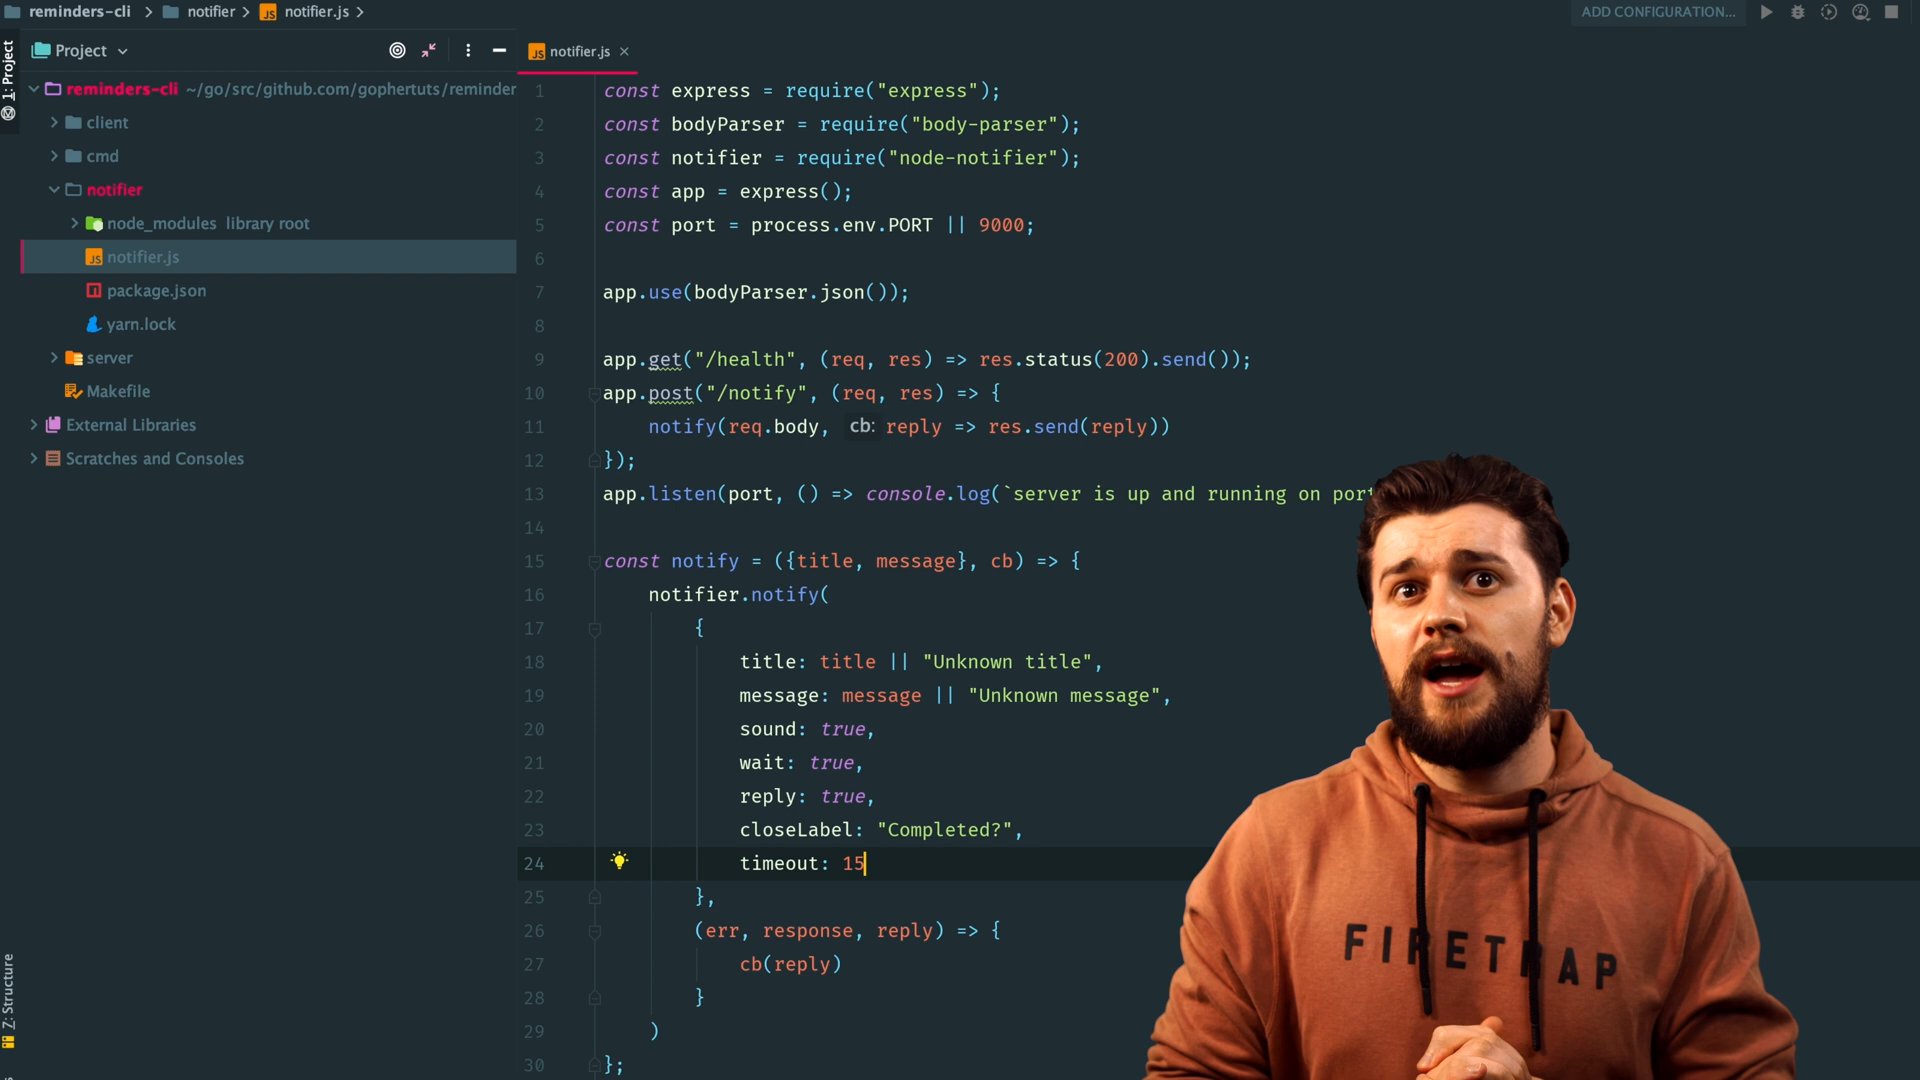 reminders-cli > notifier > notifier.js >
ADD CONFIGURATION...
1: Project
Project
notifier.js
reminders-cli ~/go/src/github.com/gophertuts/reminder
client
cmd
notifier
node_modules library root
notifier.js
package.json
yarn.lock
server
Makefile
External Libraries
Scratches and Consoles
Z: Structure
1 const express = require("express");
2 const bodyParser = require("body-parser");
3 const notifier = require("node-notifier");
4 const app = express();
5 const port = process.env.PORT || 9000;
6
7 app.use(bodyParser.json());
8
9 app.get("/health", (req, res) => res.status(200).send());
10 app.post("/notify", (req, res) => {
11 notify(req.body, cb: reply => res.send(reply))
12 });
13 app.listen(port, () => console.log(`server is up and running on port
14
15 const notify = ({title, message}, cb) => {
16 notifier.notify(
17 {
18 title: title || "Unknown title",
19 message: message || "Unknown message",
20 sound: true,
21 wait: true,
22 reply: true,
23 closeLabel: "Completed?",
24 timeout: 15
25 },
26 (err, response, reply) => {
27 cb(reply)
28 }
29 )
30 };
FIRETRAP